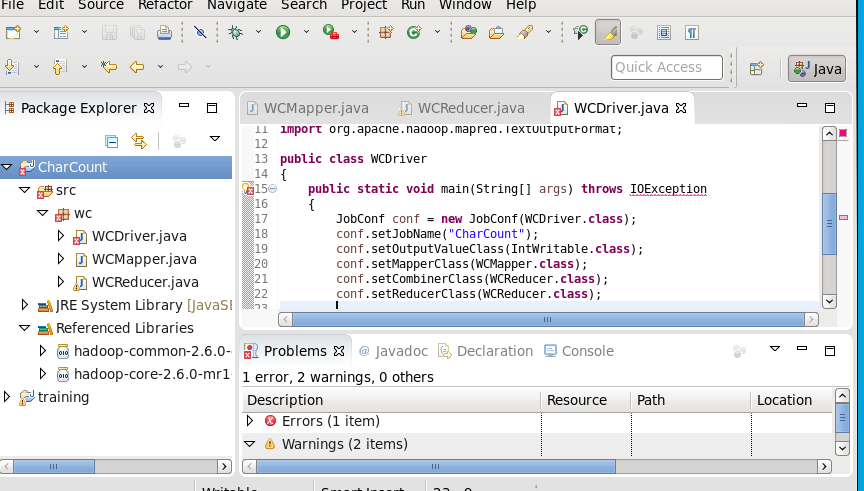 File Edit Source Refactor Navigate Search Project Run Window Help
Quick Access
Java
Package Explorer
CharCount
src
wc
WCDriver.java
WCMapper.java
WCReducer.java
JRE System Library [JavaSE
Referenced Libraries
hadoop-common-2.6.0-
hadoop-core-2.6.0-mr1-
training
WCMapper.java WCReducer.java WCDriver.java
11 import org.apache.hadoop.mapred.TextOutputFormat;
12
13 public class WCDriver
14 {
15 public static void main(String[] args) throws IOException
16 {
17 JobConf conf = new JobConf(WCDriver.class);
18 conf.setJobName("CharCount");
19 conf.setOutputValueClass(IntWritable.class);
20 conf.setMapperClass(WCMapper.class);
21 conf.setCombinerClass(WCReducer.class);
22 conf.setReducerClass(WCReducer.class);
23
Problems @ Javadoc Declaration Console
1 error, 2 warnings, 0 others
Description Resource Path Location
Errors (1 item)
Warnings (2 items)
Writable Smart Insert